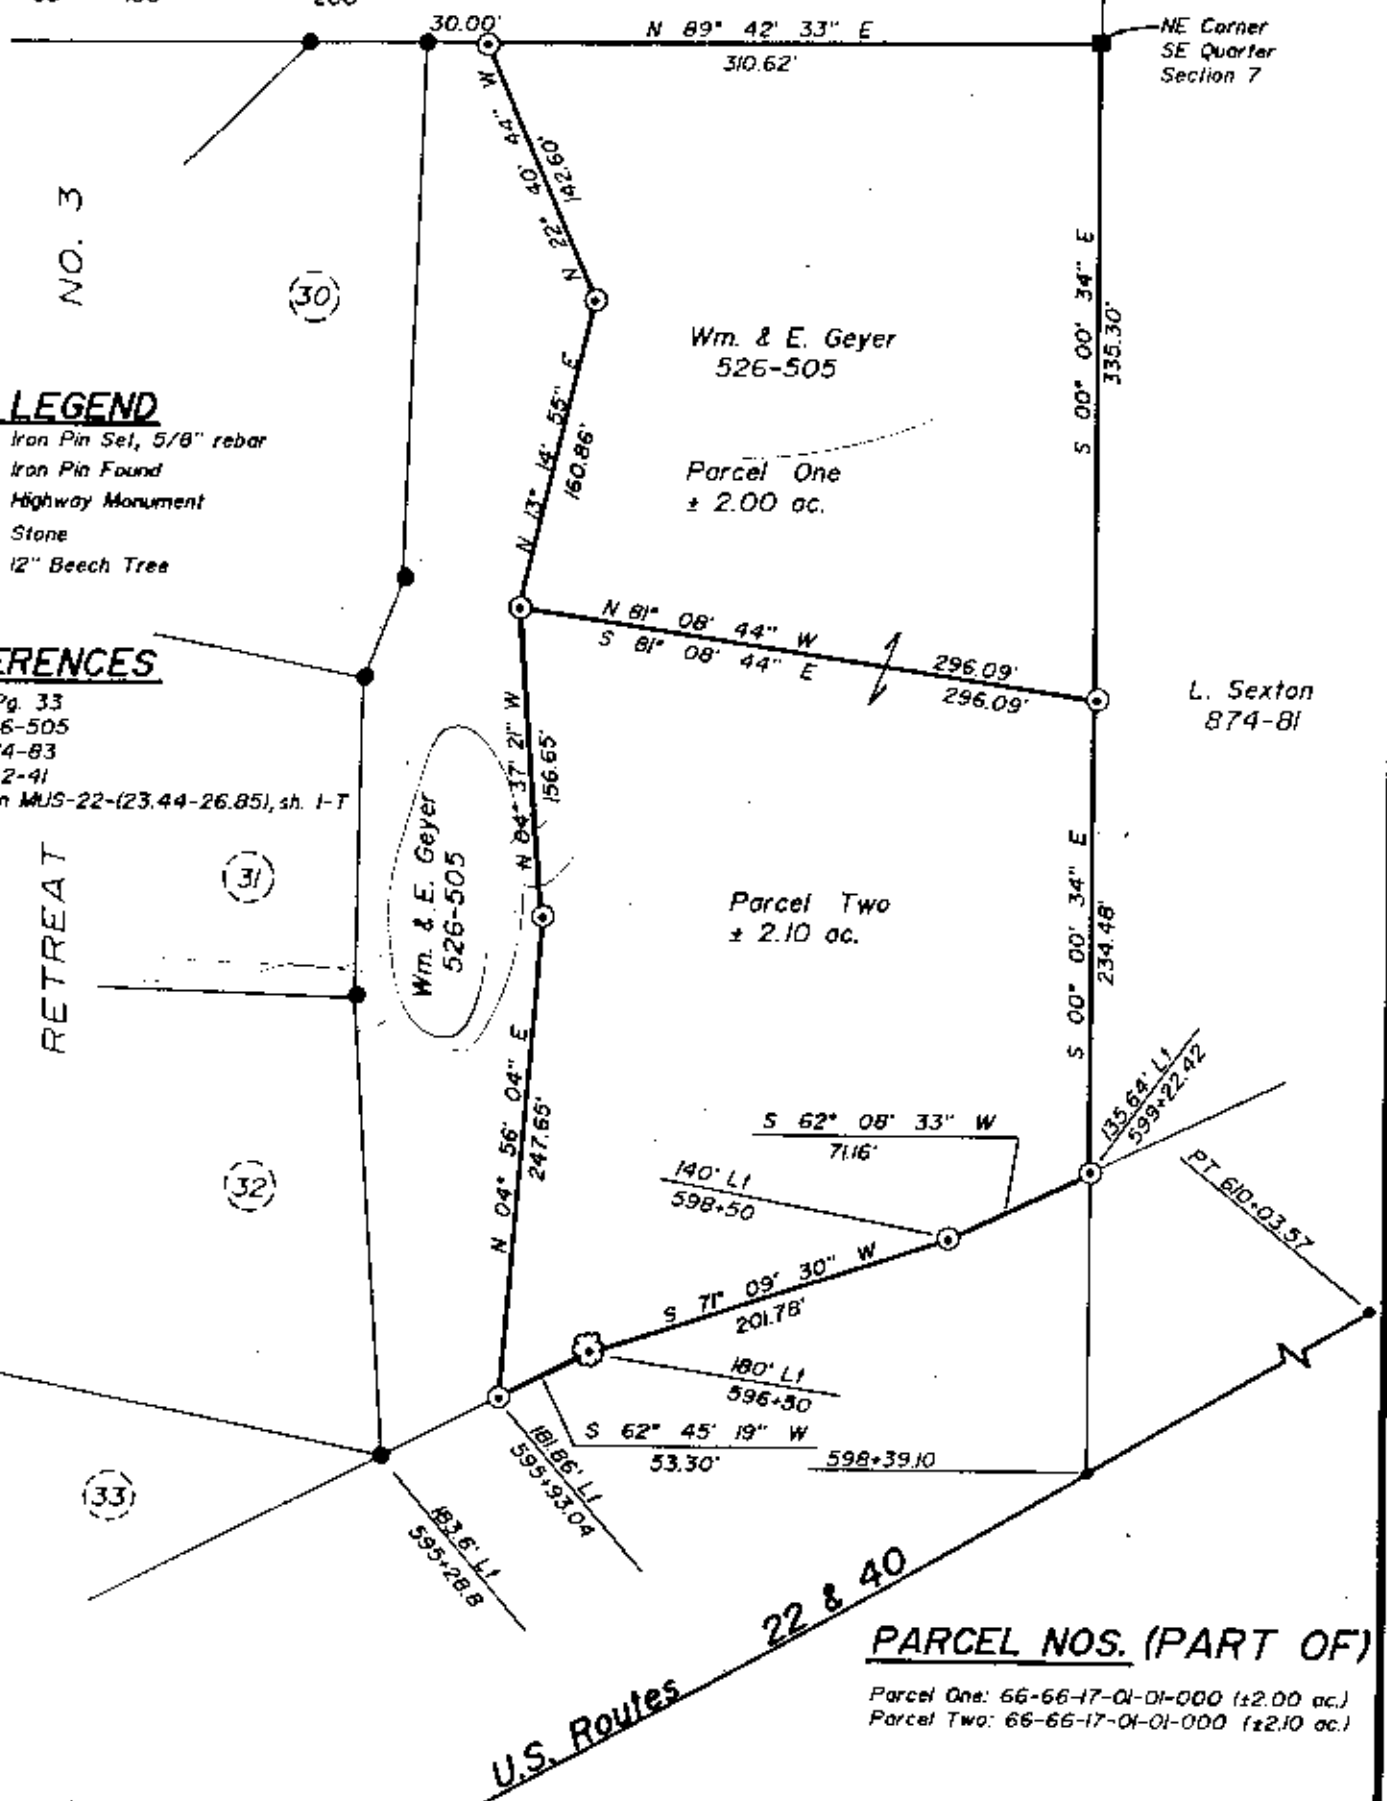 200
30.00'
N 89° 42' 33" E
310.62'
NE Corner
SE Quarter
Section 7
N 22° 40' 44" W
142.60'
NO. 3
30
S 00° 00' 34" E
335.30'
Wm. & E. Geyer
526-505
LEGEND
Iron Pin Set, 5/8" rebar
Iron Pin Found
Highway Monument
Stone
12" Beech Tree
N 13° 14' 55" E
160.86'
Parcel One
± 2.00 ac.
N 81° 08' 44" W
296.09'
S 81° 08' 44" E
296.09'
ERENCES
Pg. 33
6-505
4-83
2-41
n MUS-22-(23.44-26.85), sh. 1-T
L. Sexton
874-81
N 04° 37' 21" W
156.65'
RETREAT
31
Wm. & E. Geyer
526-505
Parcel Two
± 2.10 ac.
S 00° 00' 34" E
234.48'
N 04° 56' 04" E
247.65'
32
S 62° 08' 33" W
71.16'
135.64' Lt
599+22.42
140' Lt
598+50
PT 610+03.57
S 71° 09' 30" W
201.78'
180' Lt
596+50
S 62° 45' 19" W
53.30'
598+39.10
181.86' Lt
595+93.04
33
183.6' Lt
595+28.8
U.S. Routes 22 & 40
PARCEL NOS. (PART OF)
Parcel One: 66-66-17-01-01-000 (±2.00 ac.)
Parcel Two: 66-66-17-01-01-000 (±2.10 ac.)